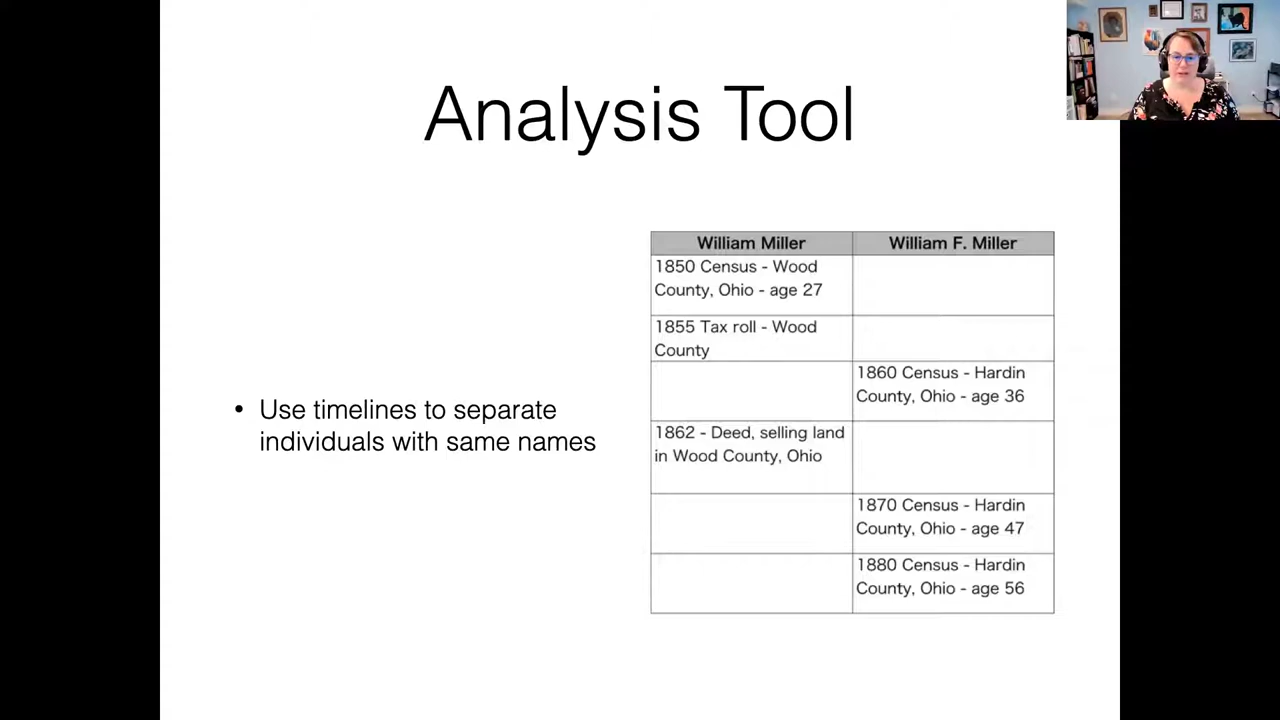 Analysis Tool
• Use timelines to separate
individuals with same names
William Miller
William F. Miller
1850 Census - Wood
County, Ohio - age 27
1855 Tax roll - Wood
County
1860 Census - Hardin
County, Ohio - age 36
1862 - Deed, selling land
in Wood County, Ohio
1870 Census - Hardin
County, Ohio - age 47
1880 Census - Hardin
County, Ohio - age 56